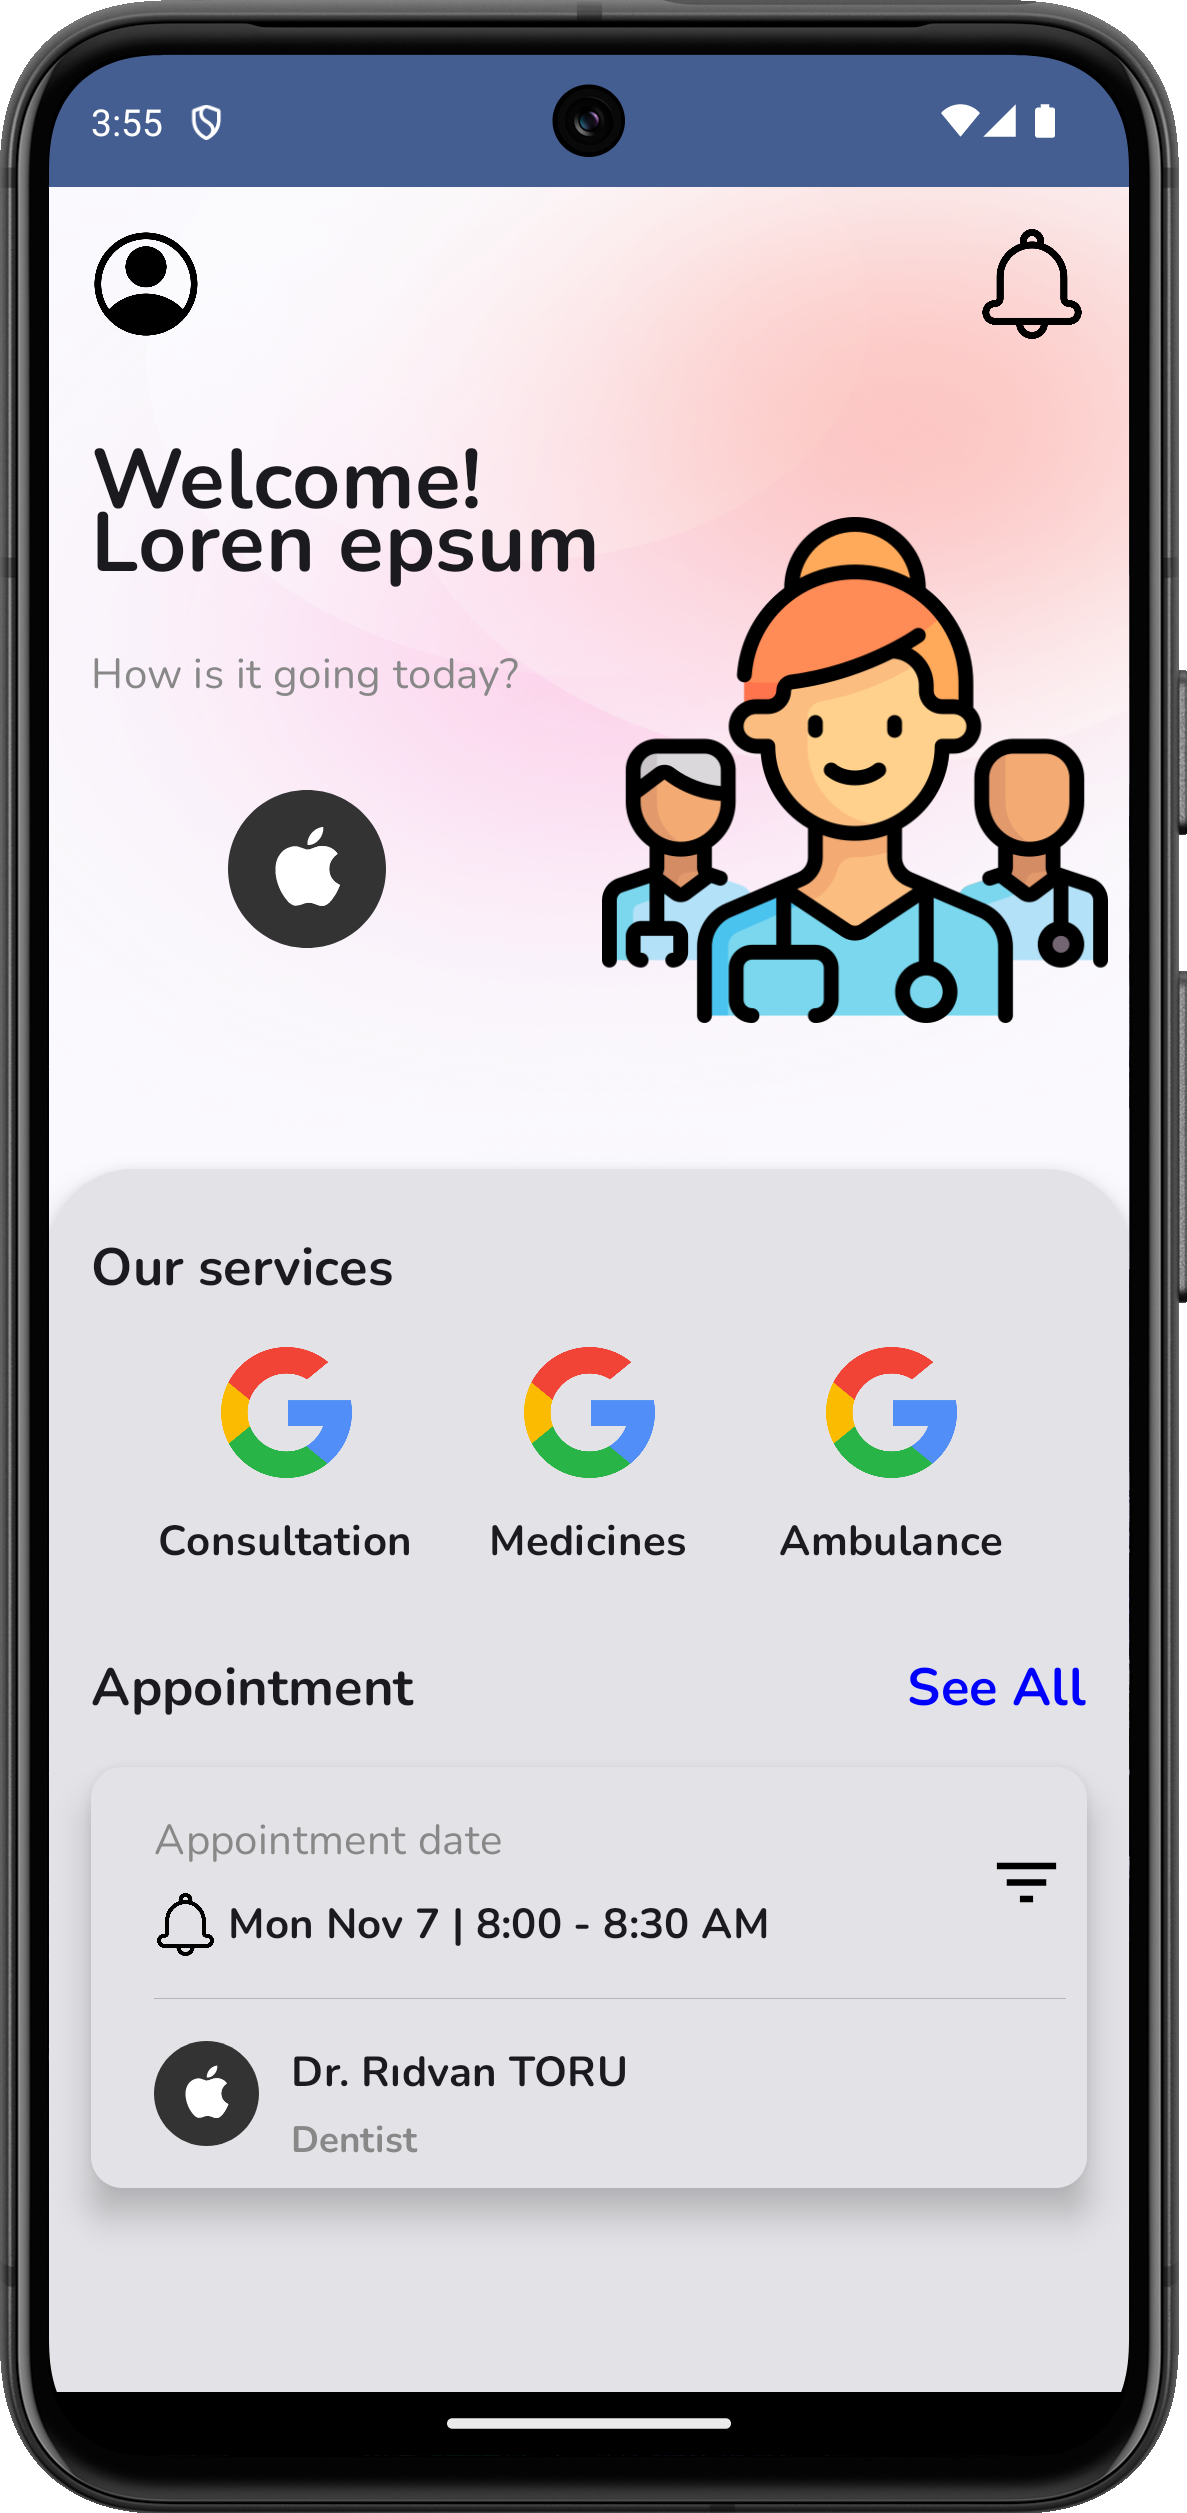 3:55
Welcome!
Loren epsum
How is it going today?
Our services
Consultation Medicines Ambulance
Appointment See All
Appointment date
Mon Nov 7 | 8:00 - 8:30 AM
Dr. Rıdvan TORU
Dentist